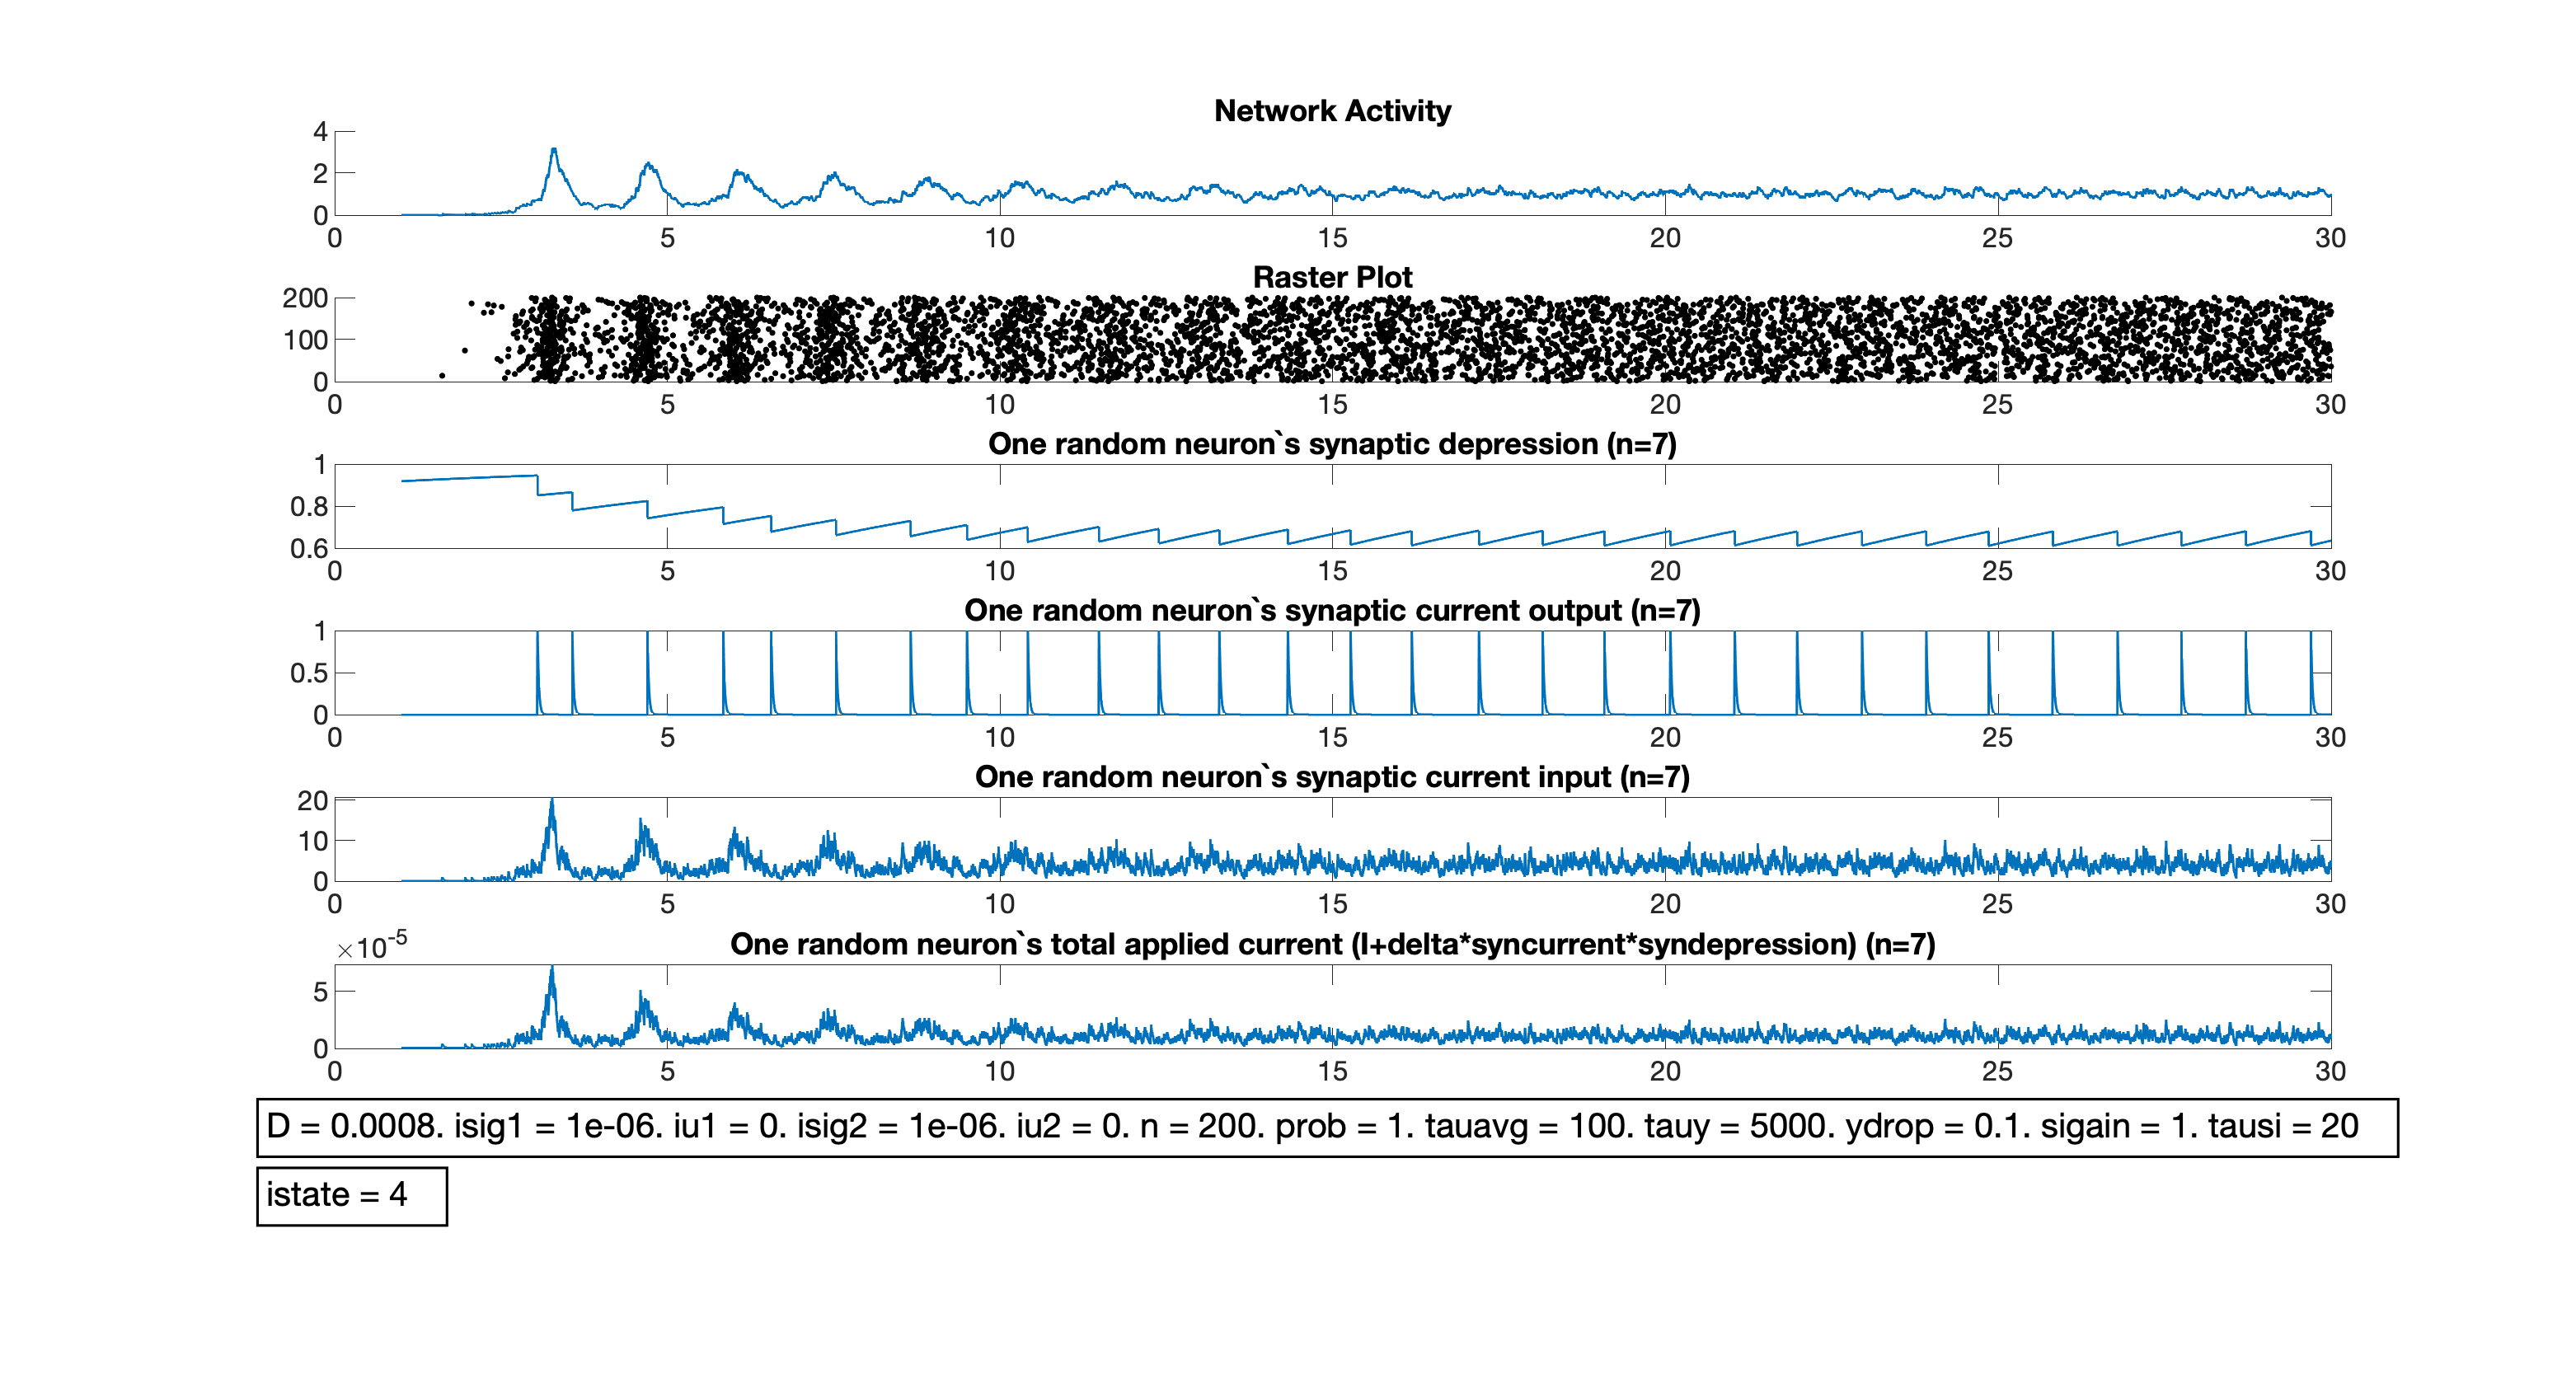 Network Activity
4
2
0
0 5 10 15 20 25 30
Raster Plot
200
100
0
0 5 10 15 20 25 30
One random neuron`s synaptic depression (n=7)
1
0.8
0.6
0 5 10 15 20 25 30
One random neuron`s synaptic current output (n=7)
1
0.5
0
0 5 10 15 20 25 30
One random neuron`s synaptic current input (n=7)
20
10
0
0 5 10 15 20 25 30
×10-5 One random neuron`s total applied current (I+delta*syncurrent*syndepression) (n=7)
5
0
0 5 10 15 20 25 30
D = 0.0008. isig1 = 1e-06. iu1 = 0. isig2 = 1e-06. iu2 = 0. n = 200. prob = 1. tauavg = 100. tauy = 5000. ydrop = 0.1. sigain = 1. tausi = 20
istate = 4